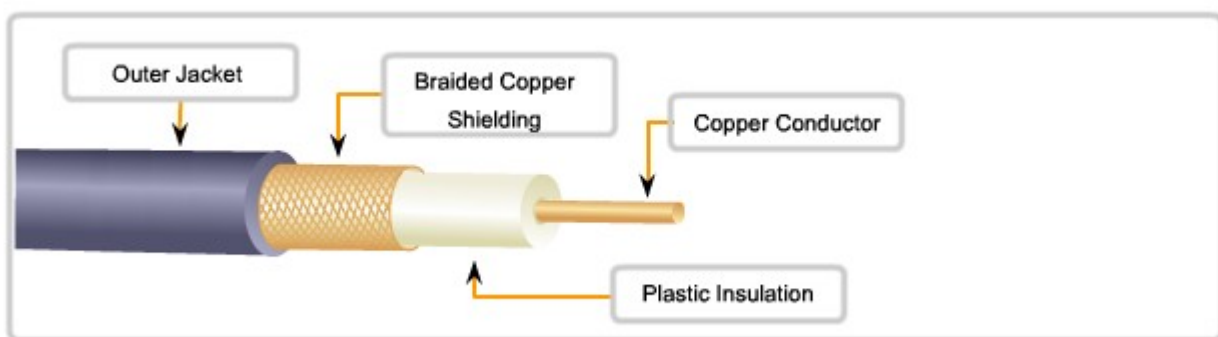 Outer Jacket
Braided Copper
Shielding
Copper Conductor
Plastic Insulation